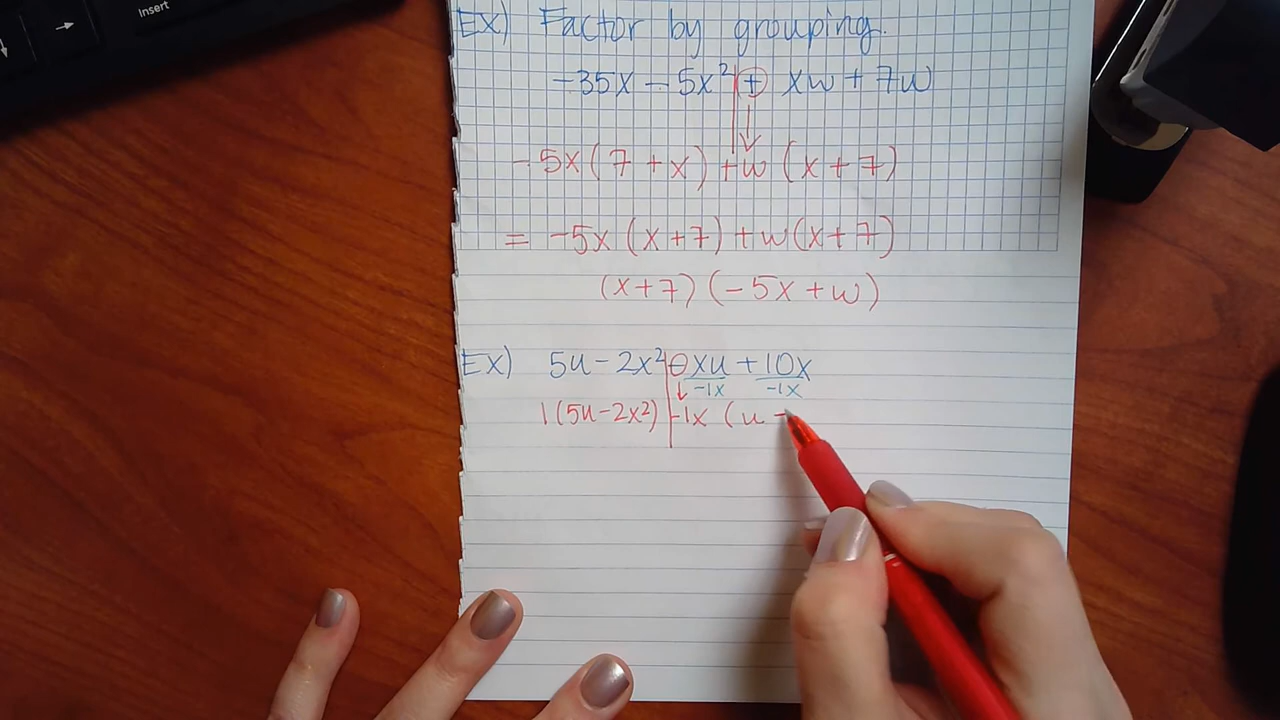 Insert
EX) Factor by grouping.
-35x - 5x² + xw + 7w
-5x(7 + x) + w (x + 7)
= -5x (x+7) + w(x+7)
(x+7) (-5x + w)
EX) 5u - 2x² - xu + 10x
-1x -1x
1(5u - 2x²) -1x (u -